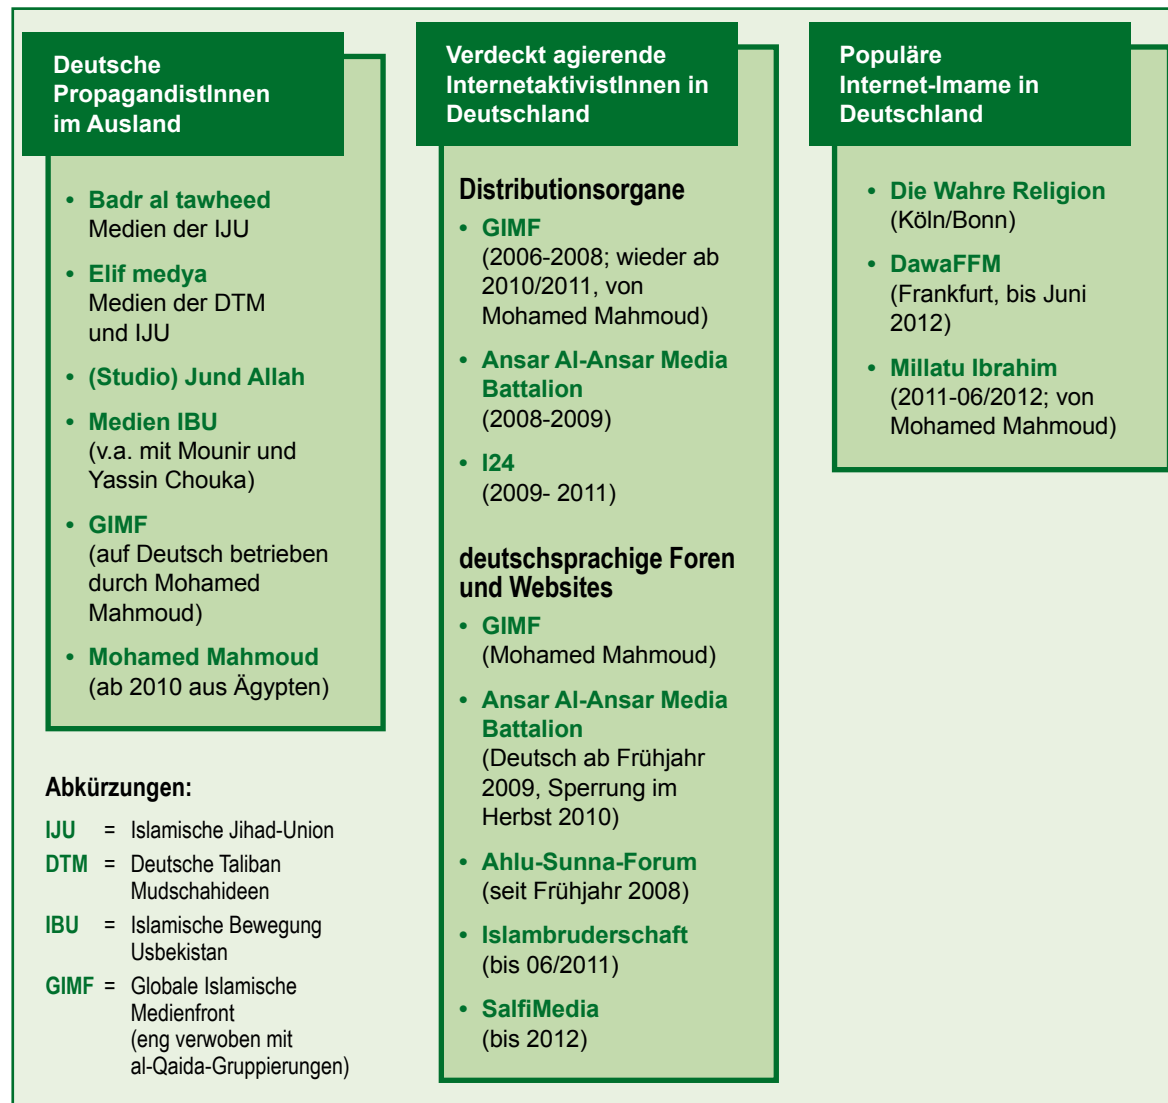 Deutsche
PropagandistInnen
im Ausland
• Badr al tawheed
Medien der IJU
• Elif medya
Medien der DTM
und IJU
• (Studio) Jund Allah
• Medien IBU
(v.a. mit Mounir und
Yassin Chouka)
• GIMF
(auf Deutsch betrieben
durch Mohamed
Mahmoud)
• Mohamed Mahmoud
(ab 2010 aus Ägypten)
Abkürzungen:
IJU = Islamische Jihad-Union
DTM = Deutsche Taliban
Mudschahideen
IBU = Islamische Bewegung
Usbekistan
GIMF = Globale Islamische
Medienfront
(eng verwoben mit
al-Qaida-Gruppierungen)
Verdeckt agierende
InternetaktivistInnen in
Deutschland
Distributionsorgane
• GIMF
(2006-2008; wieder ab
2010/2011, von
Mohamed Mahmoud)
• Ansar Al-Ansar Media
Battalion
(2008-2009)
• I24
(2009- 2011)
deutschsprachige Foren
und Websites
• GIMF
(Mohamed Mahmoud)
• Ansar Al-Ansar Media
Battalion
(Deutsch ab Frühjahr
2009, Sperrung im
Herbst 2010)
• Ahlu-Sunna-Forum
(seit Frühjahr 2008)
• Islambruderschaft
(bis 06/2011)
• SalfiMedia
(bis 2012)
Populäre
Internet-Imame in
Deutschland
• Die Wahre Religion
(Köln/Bonn)
• DawaFFM
(Frankfurt, bis Juni
2012)
• Millatu Ibrahim
(2011-06/2012; von
Mohamed Mahmoud)